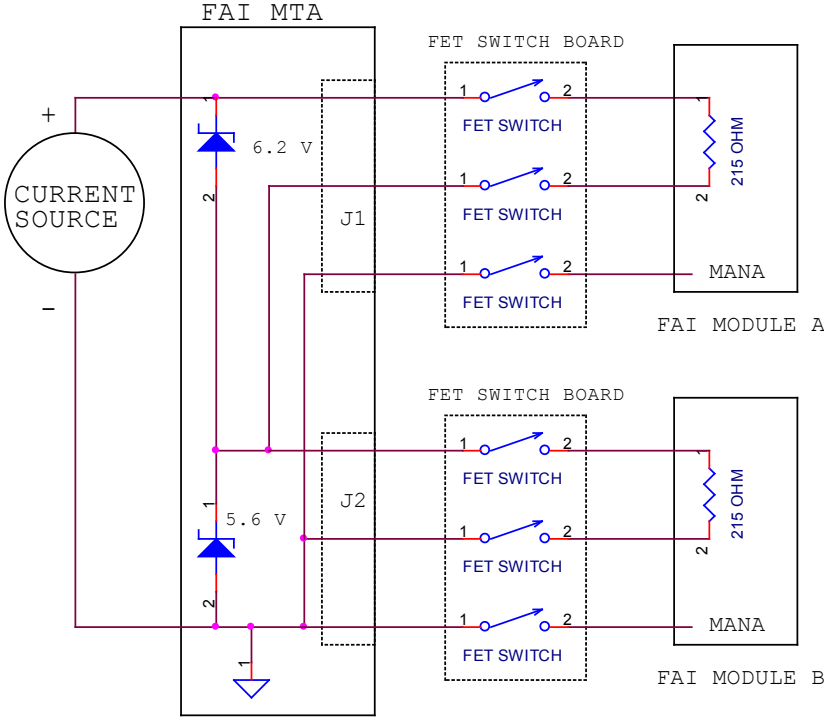 FAI MTA
FET SWITCH BOARD
1 2
FET SWITCH
1
2
215 OHM
+
1
2
6.2 V
CURRENT
SOURCE
-
1 2
FET SWITCH
J1
1 2
FET SWITCH
MANA
FAI MODULE A
FET SWITCH BOARD
1 2
FET SWITCH
1
2
215 OHM
J2
1
2
5.6 V
1 2
FET SWITCH
1 2
FET SWITCH
MANA
1
FAI MODULE B